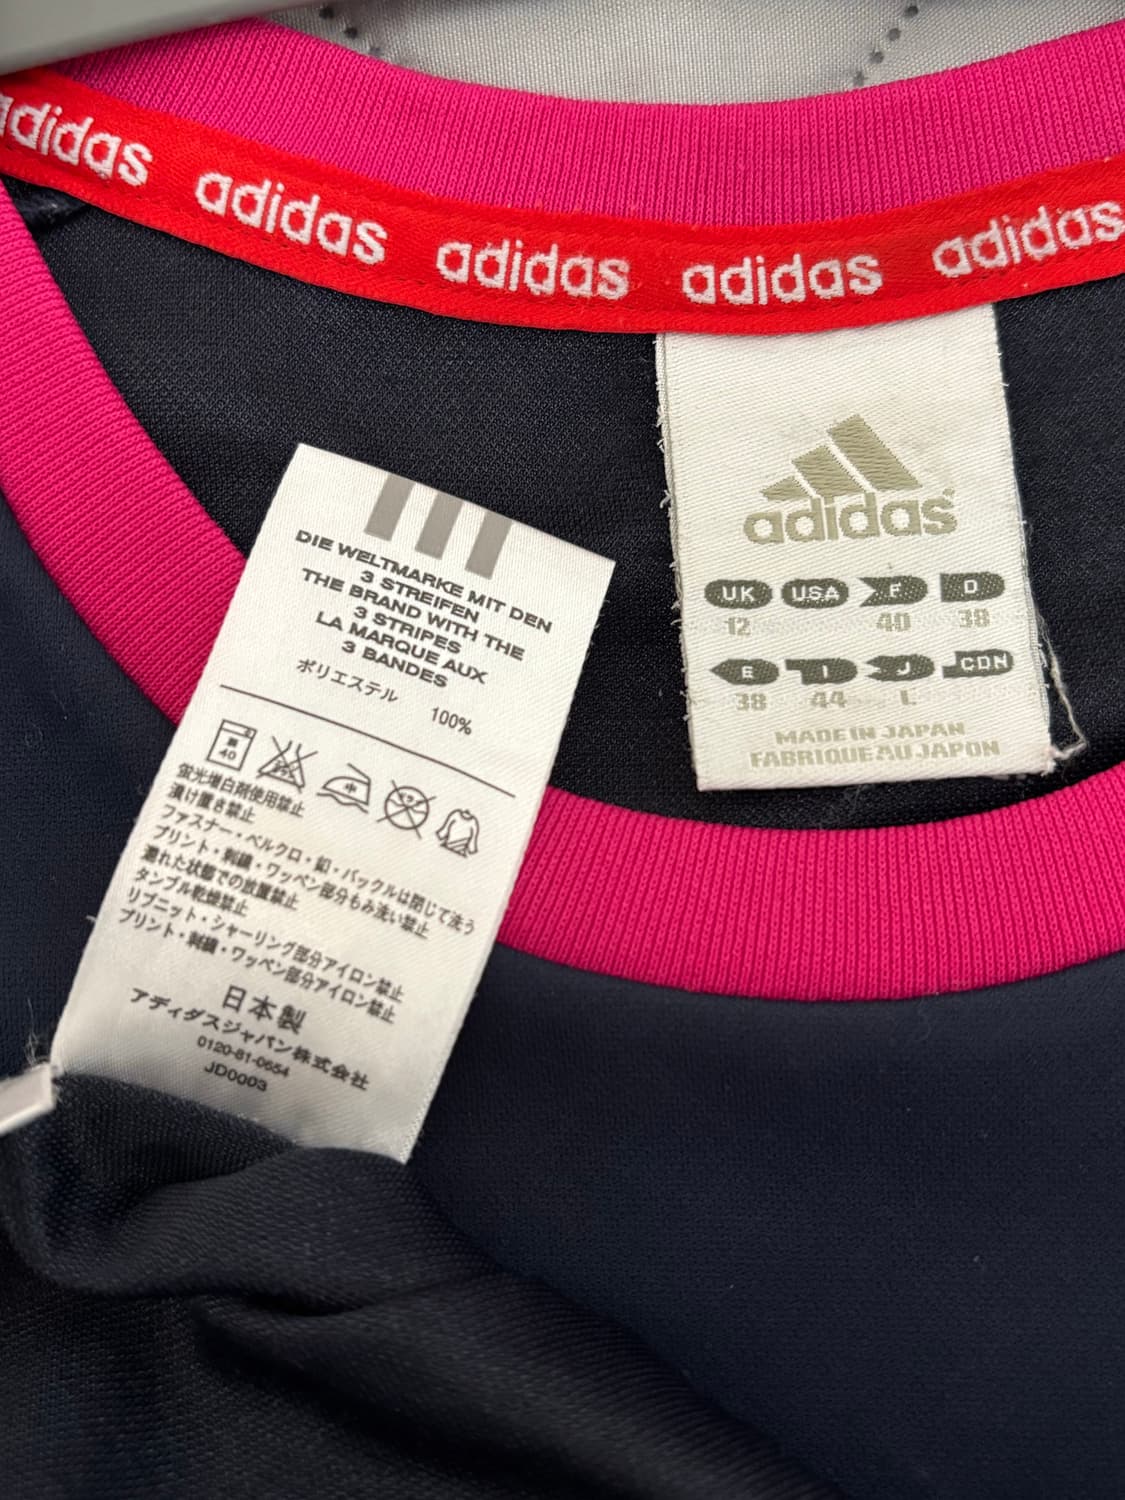 adidas
adidas
adidas
adidas
adidas
adidas
UK USA F D
12 40 38
E I J CDN
38 44 L
MADE IN JAPAN
FABRIQUE AU JAPON
DIE WELTMARKE MIT DEN
3 STREIFEN
THE BRAND WITH THE
3 STRIPES
LA MARQUE AUX
3 BANDES
ポリエステル 100%
40
中
蛍光増白剤使用禁止
漬け置き禁止
ファスナー・ベルクロ・釦・バックルは閉じて洗う
プリント・刺繍・ワッペン部分もみ洗い禁止
濡れた状態での放置禁止
タンブル乾燥禁止
リブニット・シャーリング部分アイロン禁止
プリント・刺繍・ワッペン部分アイロン禁止
日本製
アディダスジャパン株式会社
0120-81-0654
JD0003